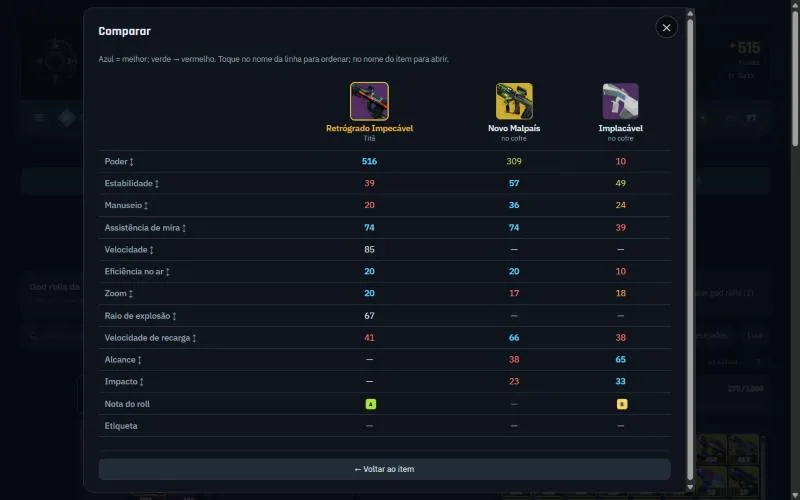 Comparar
Azul = melhor; verde → vermelho. Toque no nome da linha para ordenar; no nome do item para abrir.
Retrógrado Impecável Novo Malpaís Implacável
Titã no cofre no cofre
Poder ↕ 516 309 10
Estabilidade ↕ 39 57 49
Manuseio ↕ 20 36 24
Assistência de mira ↕ 74 74 39
Velocidade ↕ 85 — —
Eficiência no ar ↕ 20 20 10
Zoom ↕ 20 17 18
Raio de explosão ↕ 67 — —
Velocidade de recarga ↕ 41 66 38
Alcance ↕ — 38 65
Impacto ↕ — 23 33
Nota do roll A — B
Etiqueta — — —
← Voltar ao item
+515
PT
God rolls da